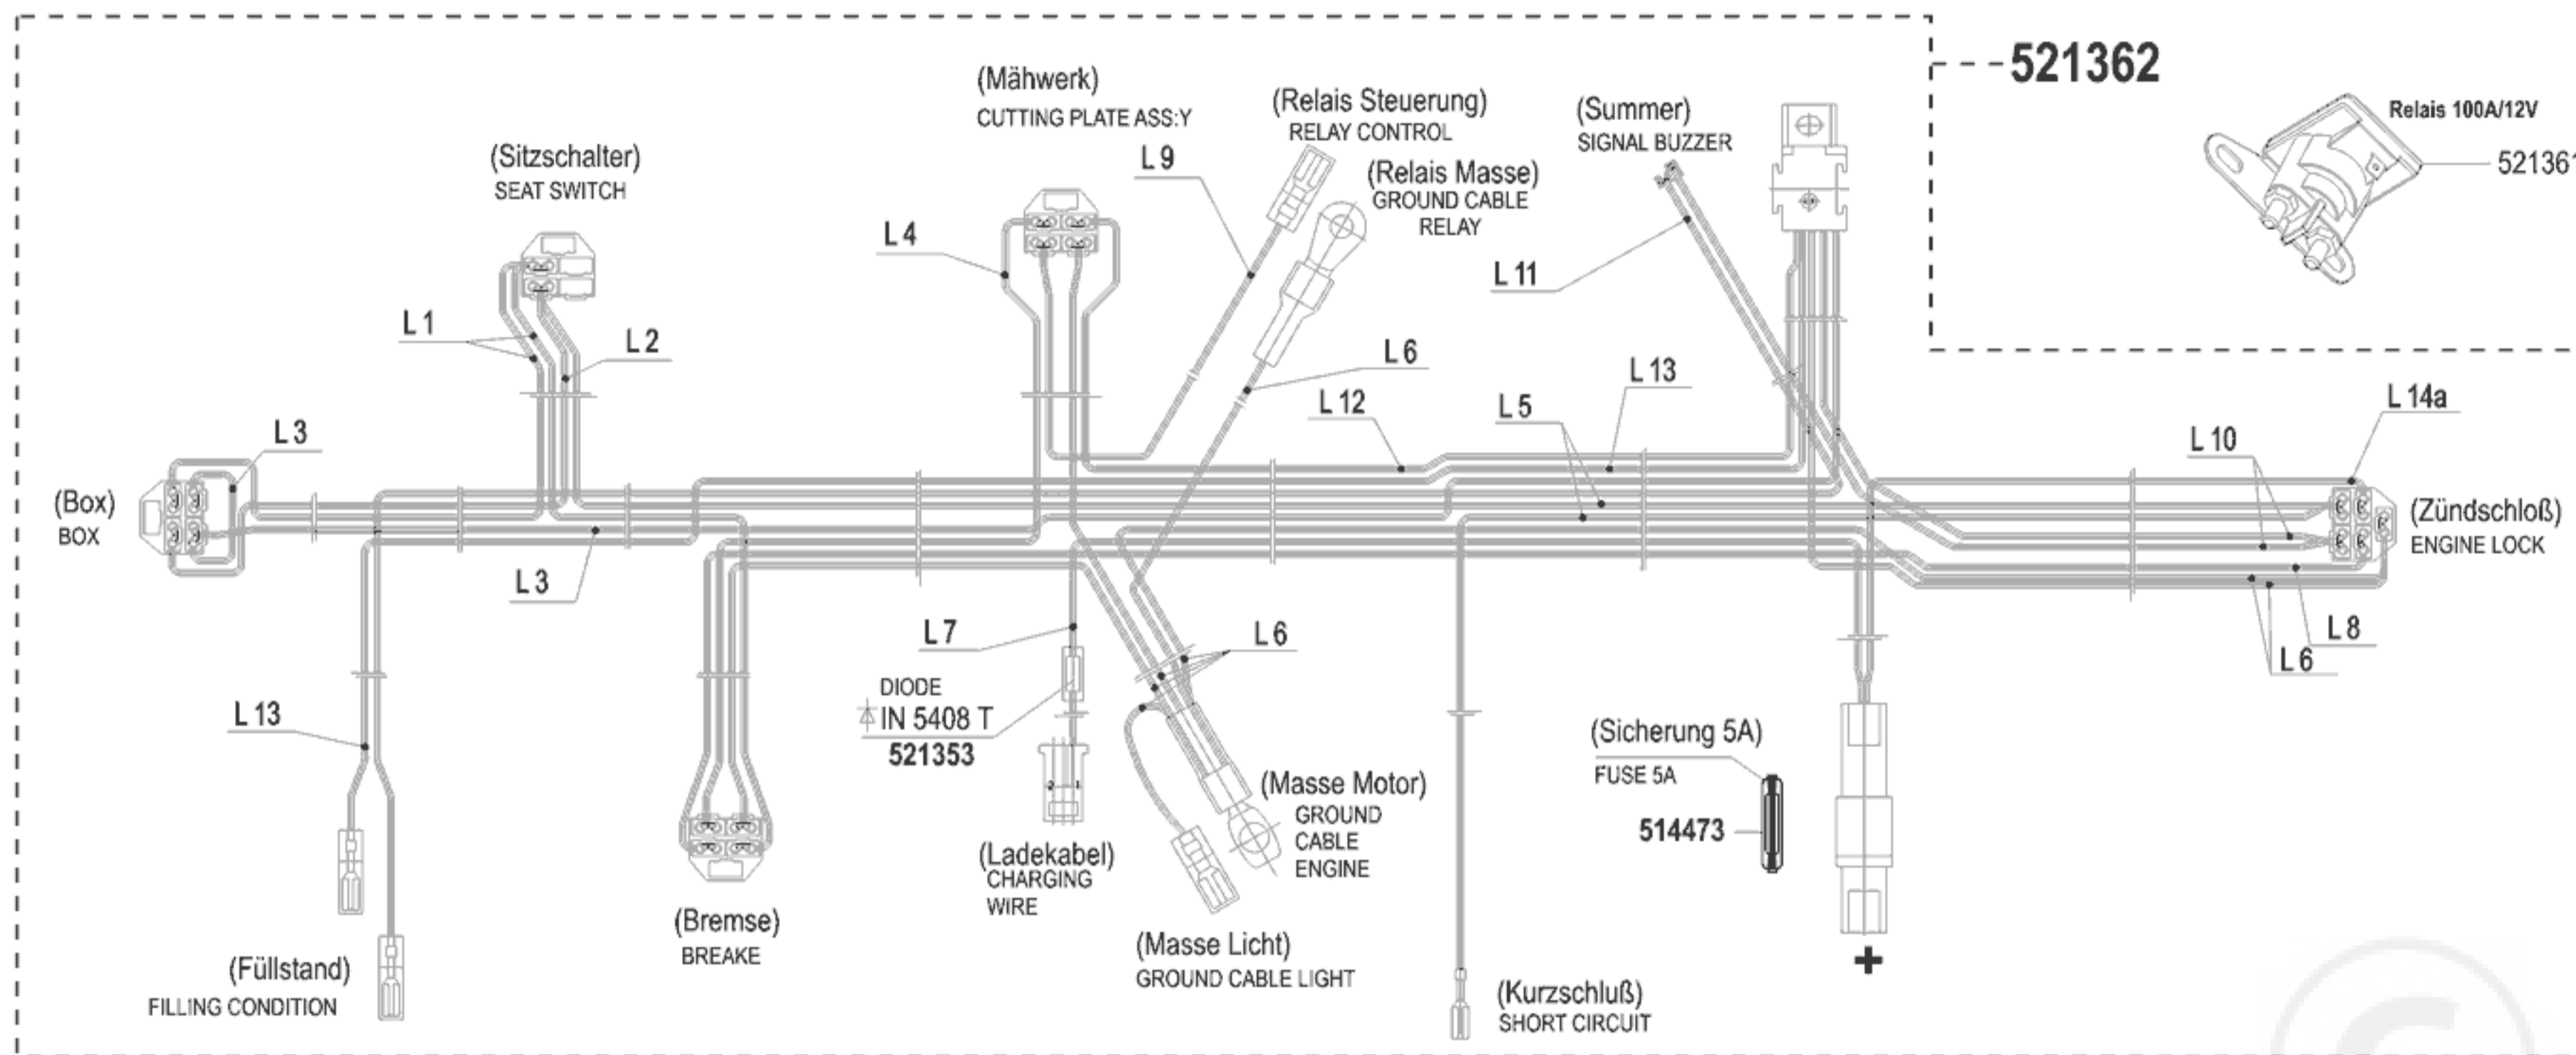 521362
Relais 100A/12V
521361
(Mähwerk)
CUTTING PLATE ASS:Y
(Relais Steuerung)
RELAY CONTROL
(Summer)
SIGNAL BUZZER
(Sitzschalter)
SEAT SWITCH
L 9
(Relais Masse)
GROUND CABLE
RELAY
L 4
L 11
L 1
L 2
L 6
L 13
L 12
L 5
L 14a
L 3
L 10
(Box)
BOX
(Zündschloß)
ENGINE LOCK
L 3
L 7
L 6
L 8
L 6
DIODE
IN 5408 T
521353
L 13
(Sicherung 5A)
FUSE 5A
514473
2 1
(Masse Motor)
GROUND
CABLE
ENGINE
(Ladekabel)
CHARGING
WIRE
(Bremse)
BREAKE
(Masse Licht)
GROUND CABLE LIGHT
+
(Füllstand)
FILLING CONDITION
(Kurzschluß)
SHORT CIRCUIT